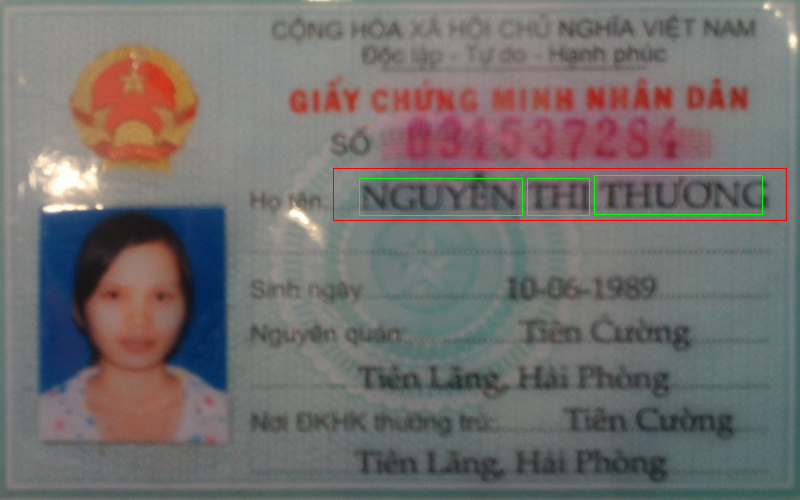 CỘNG HÒA XÃ HỘI CHỦ NGHĨA VIỆT NAM
Độc lập - Tự do - Hạnh phúc
GIẤY CHỨNG MINH NHÂN DÂN
SỐ 031537284
Họ tên: NGUYỄN THỊ THƯƠNG
Sinh ngày 10-06-1989
Nguyên quán: Tiên Cường
Tiên Lãng, Hải Phòng
Nơi ĐKHK thường trú: Tiên Cường
Tiên Lãng, Hải Phòng